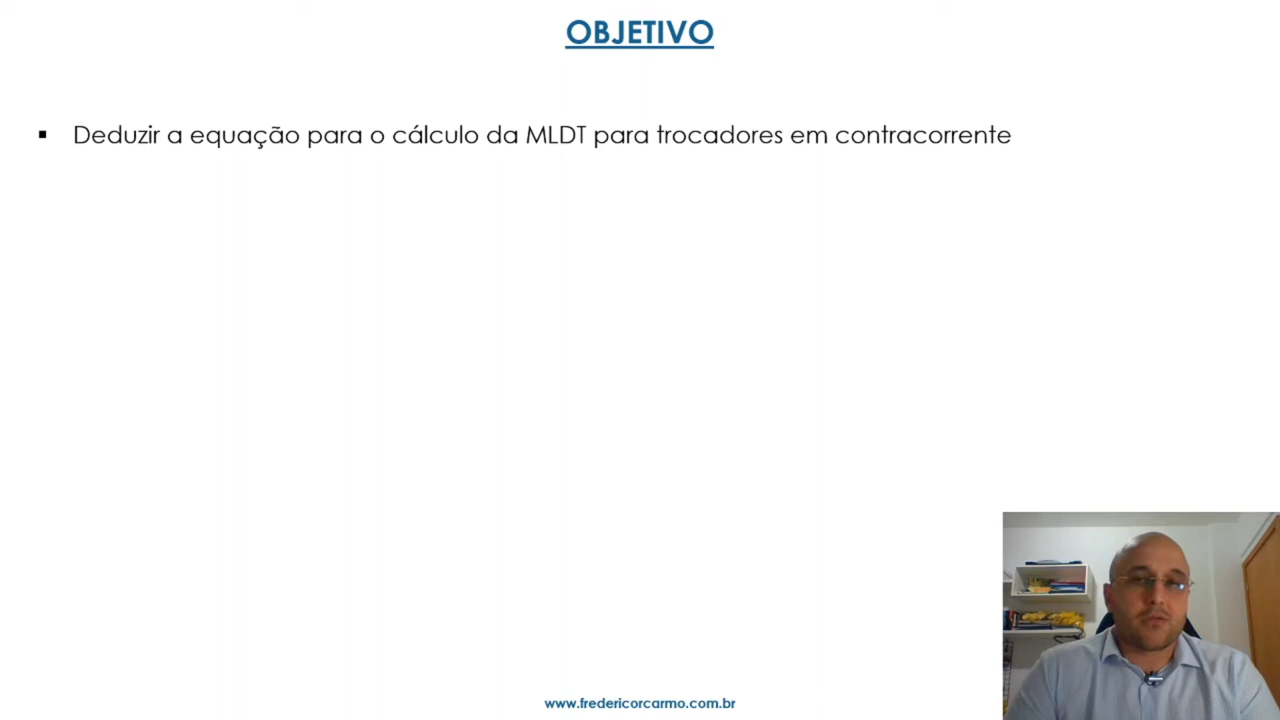 OBJETIVO
▪ Deduzir a equação para o cálculo da MLDT para trocadores em contracorrente
www.fredericorcarmo.com.br